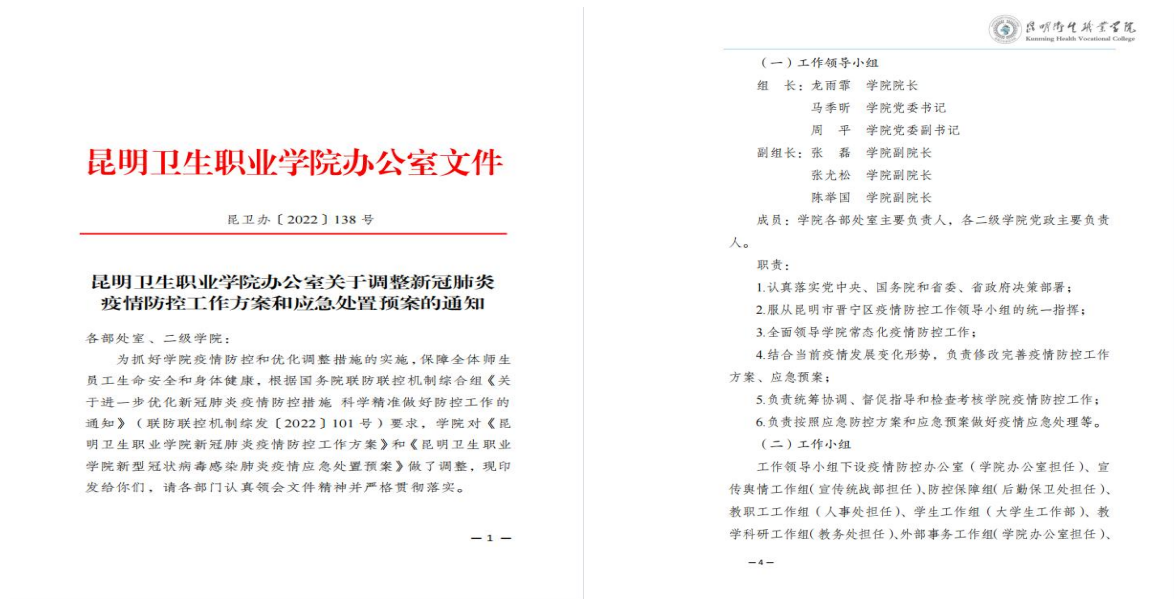 昆明卫生职业学院办公室文件
昆卫办〔2022〕138 号
昆明卫生职业学院办公室关于调整新冠肺炎
疫情防控工作方案和应急处置预案的通知
各部处室、二级学院：
为抓好学院疫情防控和优化调整措施的实施，保障全体师生
员工生命安全和身体健康，根据国务院联防联控机制综合组《关
于进一步优化新冠肺炎疫情防控措施 科学精准做好防控工作的
通知》（联防联控机制综发【2022】101 号）要求，学院对《昆
明卫生职业学院新冠肺炎疫情防控工作方案》和《昆明卫生职业
学院新型冠状病毒感染肺炎疫情应急处置预案》做了调整，现印
发给你们，请各部门认真领会文件精神并严格贯彻落实。
— 1 —
昆明卫生职业学院
Kunming Health Vocational College
（一）工作领导小组
组 长：龙雨霏 学院院长
马季昕 学院党委书记
周 平 学院党委副书记
副组长：张 磊 学院副院长
张尤松 学院副院长
陈举国 学院副院长
成员：学院各部处室主要负责人，各二级学院党政主要负责
人。
职责：
1.认真落实党中央、国务院和省委、省政府决策部署；
2.服从昆明市晋宁区疫情防控工作领导小组的统一指挥；
3.全面领导学院常态化疫情防控工作；
4.结合当前疫情发展变化形势，负责修改完善疫情防控工作
方案、应急预案；
5.负责统筹协调、督促指导和检查考核学院疫情防控工作；
6.负责按照应急防控方案和应急预案做好疫情应急处理等。
（二）工作小组
工作领导小组下设疫情防控办公室（学院办公室担任）、宣
传舆情工作组（宣传统战部担任）、防控保障组（后勤保卫处担任）、
教职工工作组（人事处担任）、学生工作组（大学生工作部）、教
学科研工作组（教务处担任）、外部事务工作组（学院办公室担任）、
—4—